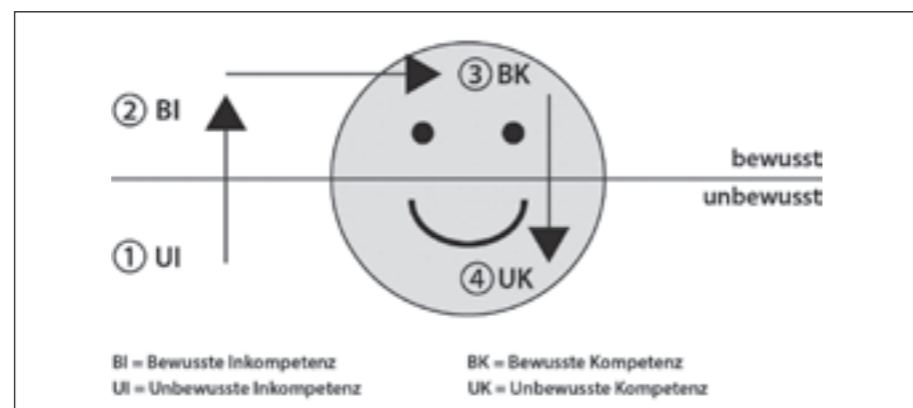 ③ BK
② BI
bewusst
unbewusst
① UI
④ UK
BI = Bewusste Inkompetenz
BK = Bewusste Kompetenz
UI = Unbewusste Inkompetenz
UK = Unbewusste Kompetenz